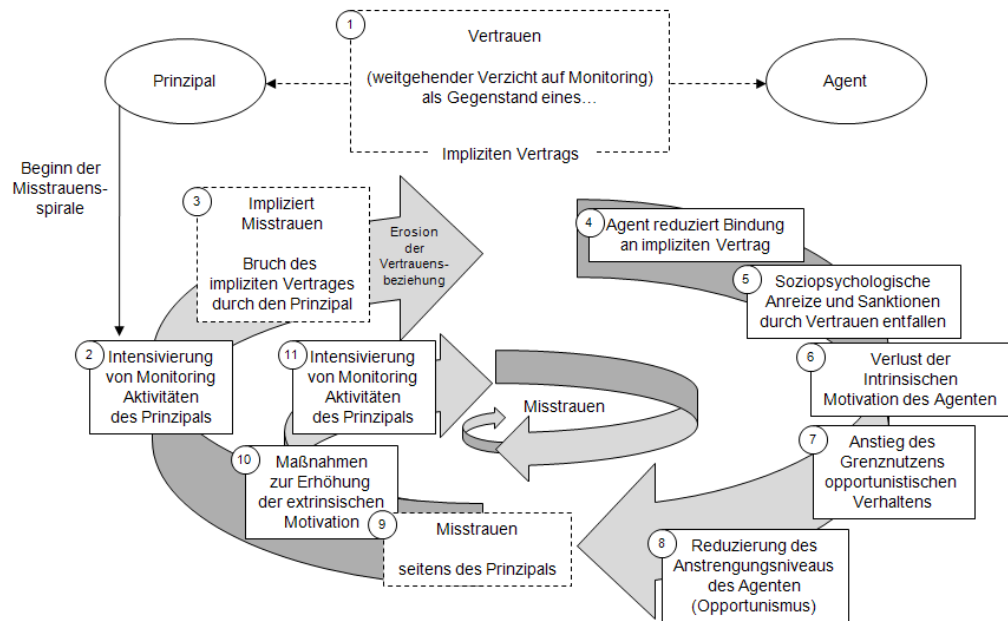 1
Vertrauen
(weitgehender Verzicht auf Monitoring)
als Gegenstand eines…
Impliziten Vertrags
Prinzipal
Agent
Beginn der
Misstrauens-
spirale
2
Intensivierung
von Monitoring
Aktivitäten
des Prinzipals
3
Impliziert
Misstrauen
Bruch des
impliziten Vertrages
durch den Prinzipal
Erosion
der
Vertrauens-
beziehung
4
Agent reduziert Bindung
an impliziten Vertrag
5
Soziopsychologische
Anreize und Sanktionen
durch Vertrauen entfallen
6
Verlust der
Intrinsischen
Motivation des Agenten
7
Anstieg des
Grenznutzens
opportunistischen
Verhaltens
8
Reduzierung des
Anstrengungsniveaus
des Agenten
(Opportunismus)
9
Misstrauen
seitens des Prinzipals
10
Maßnahmen
zur Erhöhung
der extrinsischen
Motivation
11
Intensivierung
von Monitoring
Aktivitäten
des Prinzipals
Misstrauen